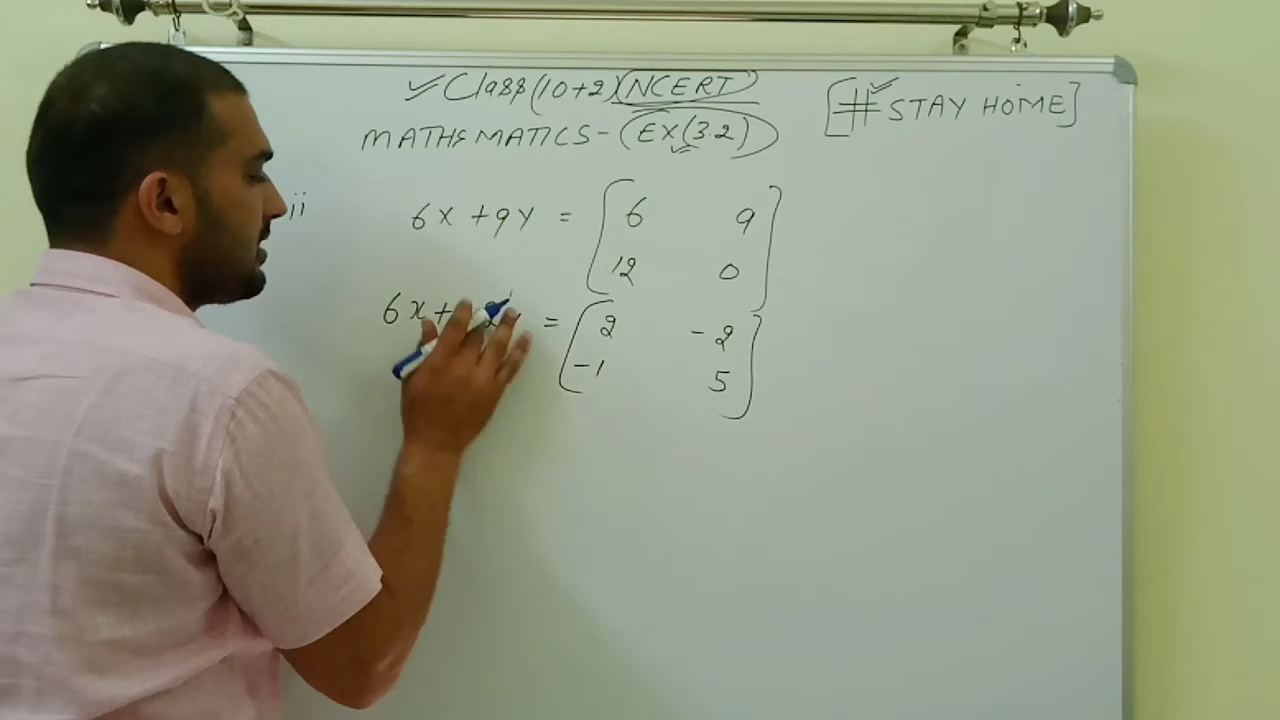 ✓ Class (10+2) (NCERT)
[# STAY HOME]
MATHEMATICS - (EX(3.2)
ii
6x + 9y = [ 6 9
12 0 ]
6x + = [ 2 -2
-1 5 ]